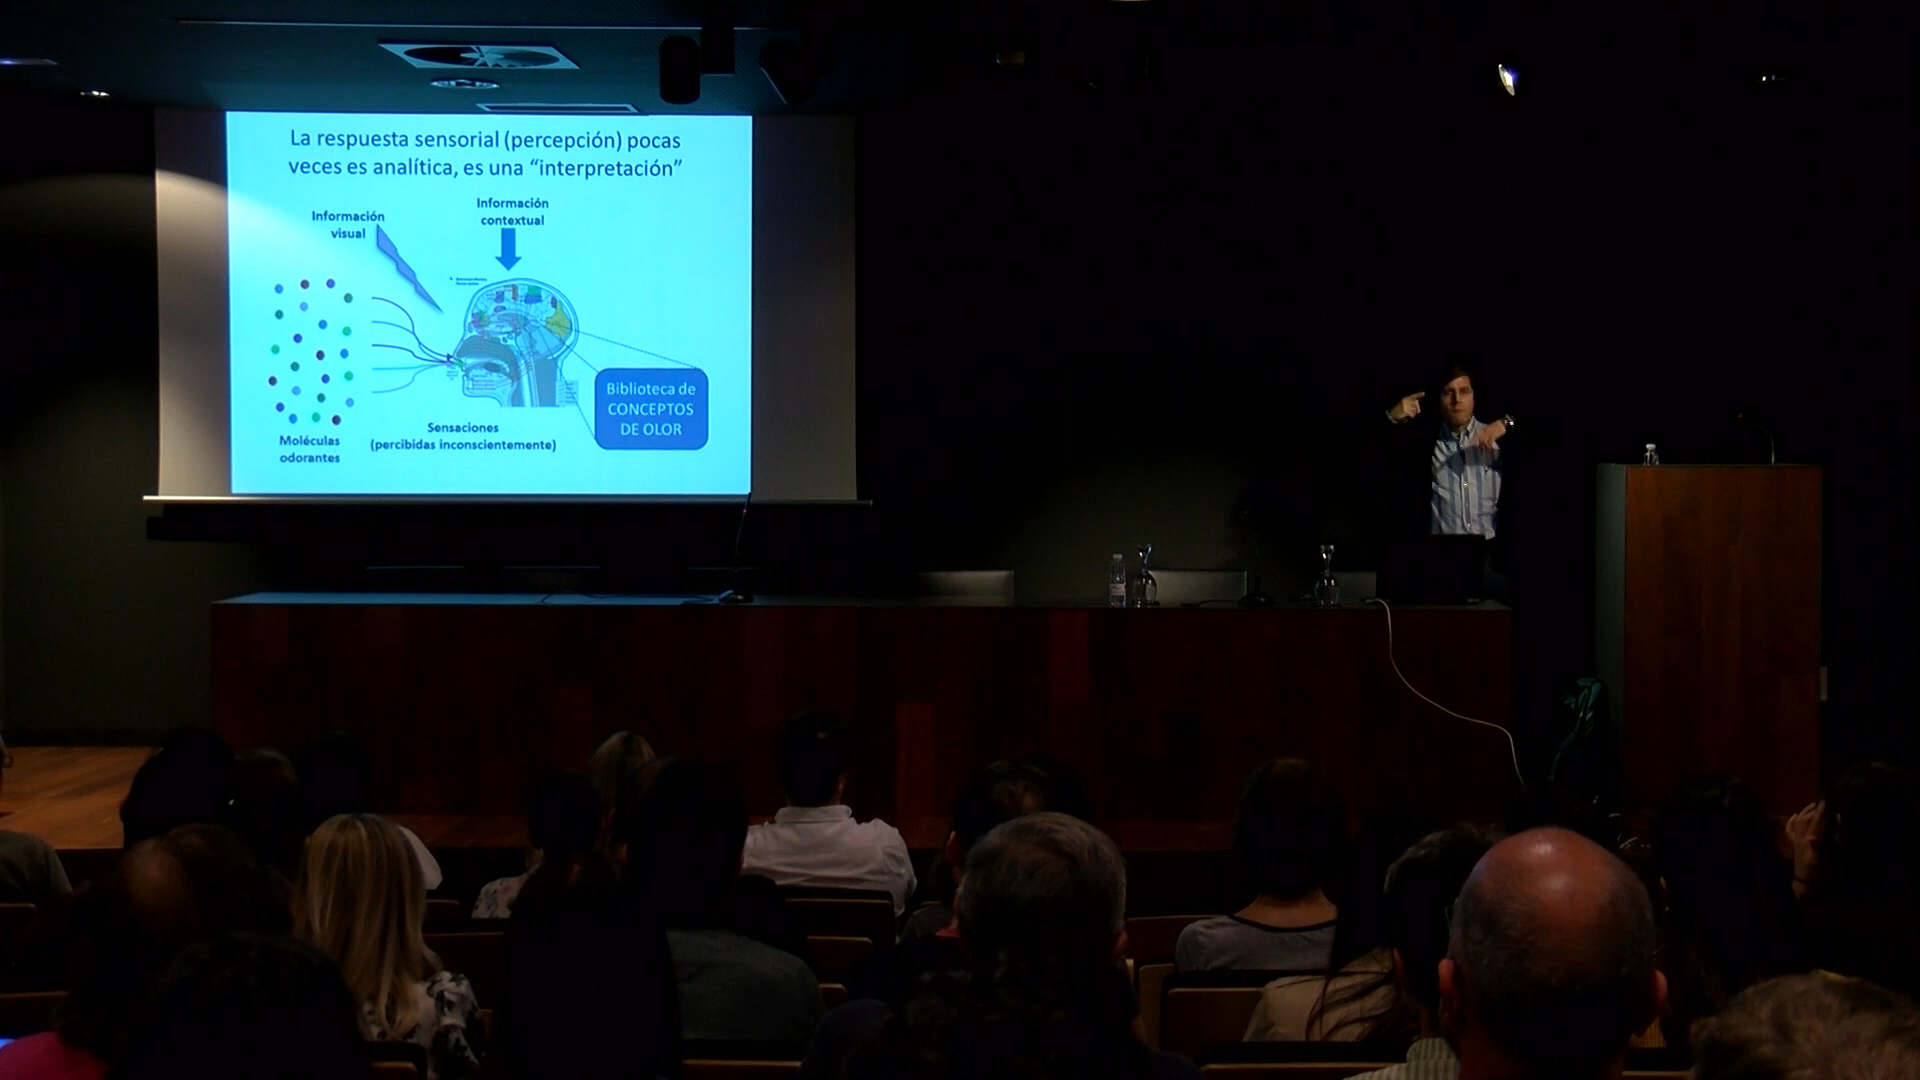 La respuesta sensorial (percepción) pocas
veces es analítica, es una “interpretación”
Información
contextual
Información
visual
Biblioteca de
CONCEPTOS
DE OLOR
Sensaciones
(percibidas inconscientemente)
Moléculas
odorantes